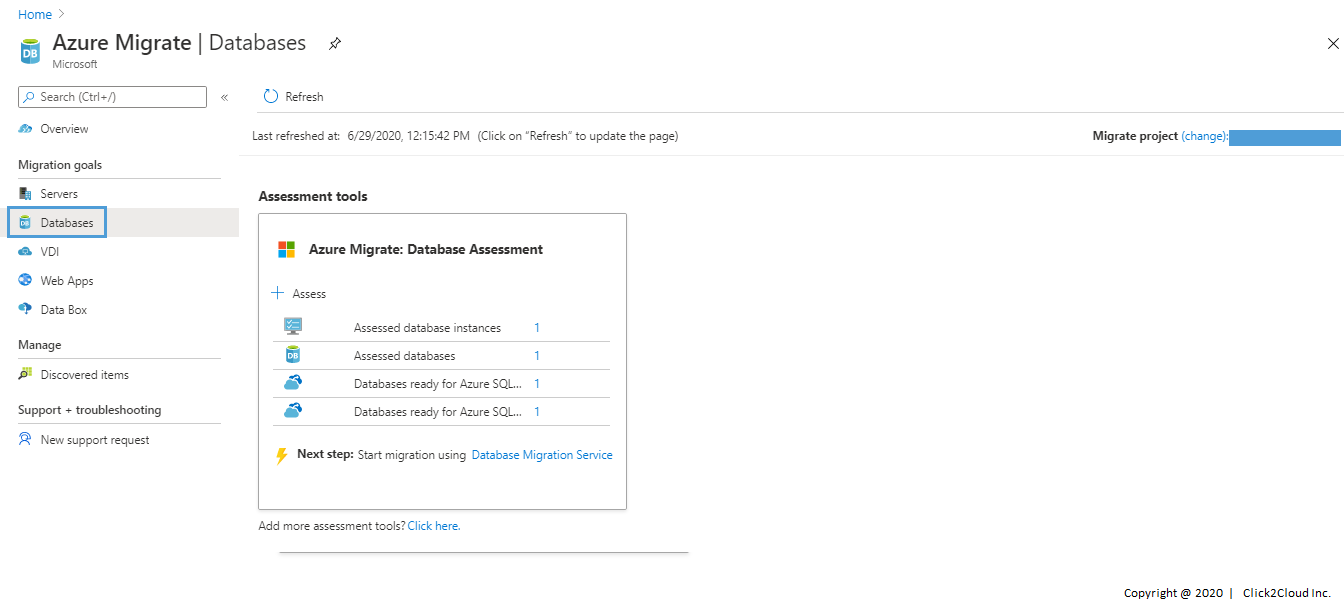 Home >
Azure Migrate | Databases
Microsoft
Search (Ctrl+/)
«
Refresh
Overview
Last refreshed at: 6/29/2020, 12:15:42 PM (Click on "Refresh" to update the page)
Migrate project (change):
Migration goals
Servers
Databases
VDI
Web Apps
Data Box
Manage
Discovered items
Support + troubleshooting
New support request
Assessment tools
Azure Migrate: Database Assessment
+ Assess
Assessed database instances 1
DB Assessed databases 1
Databases ready for Azure SQL... 1
Databases ready for Azure SQL... 1
Next step: Start migration using Database Migration Service
Add more assessment tools? Click here.
Copyright @ 2020 | Click2Cloud Inc.